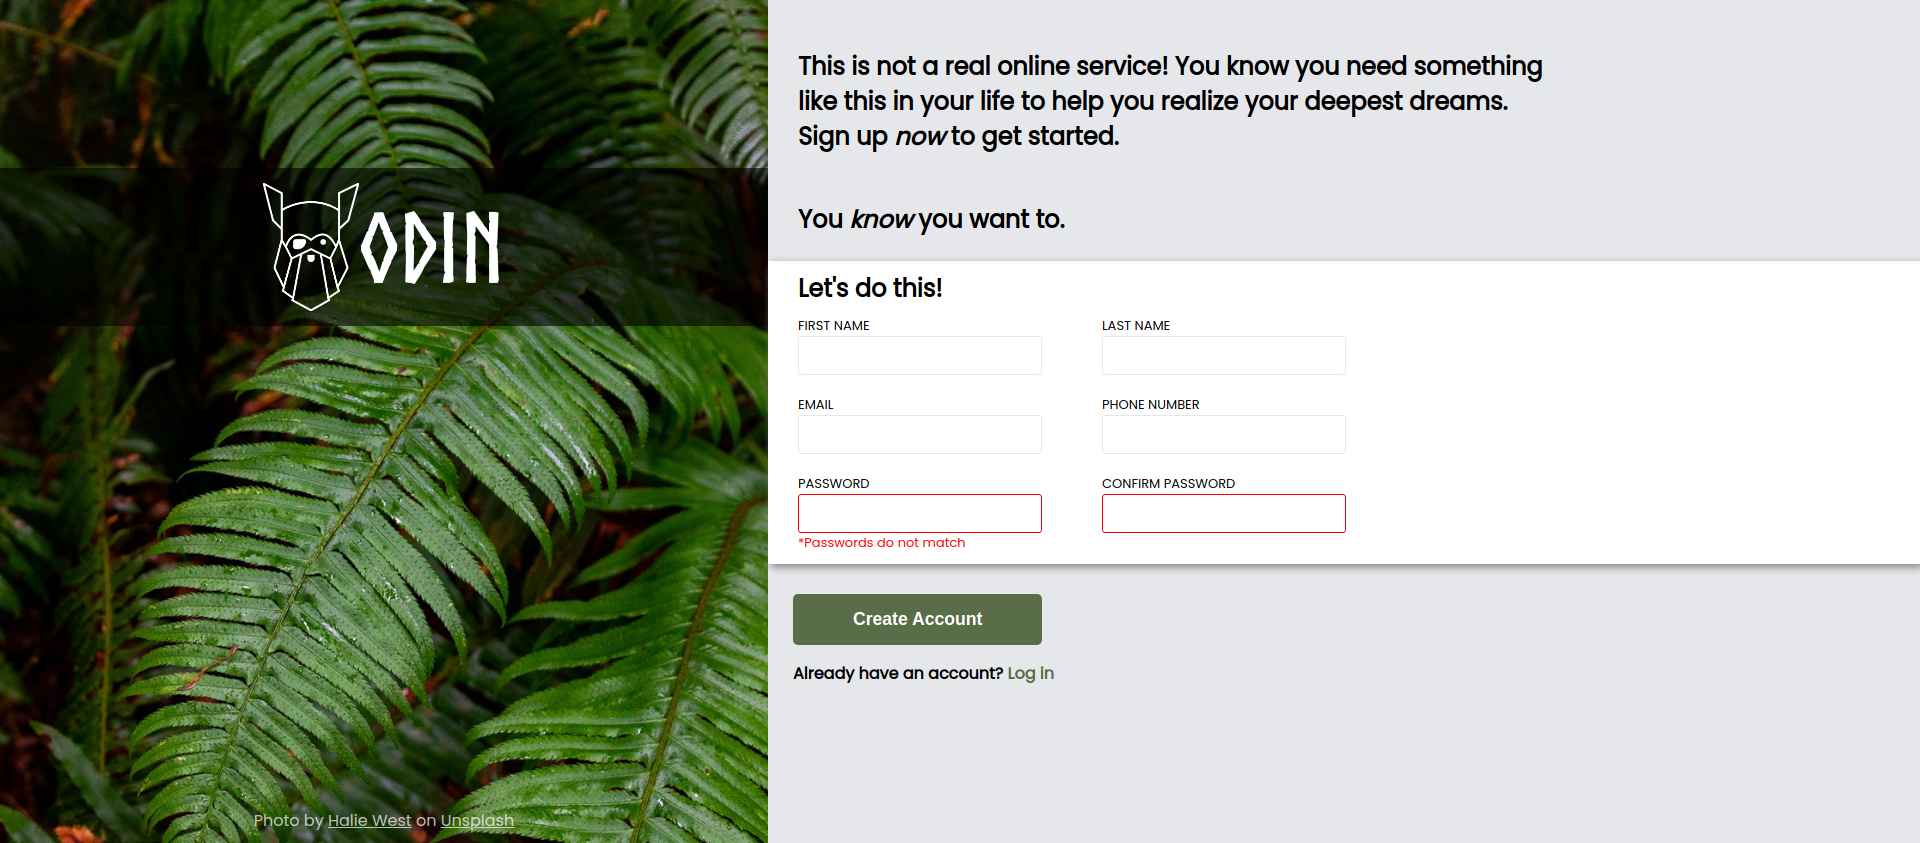 This is not a real online service! You know you need something
like this in your life to help you realize your deepest dreams.
Sign up now to get started.
You know you want to.
ODIN
Let's do this!
FIRST NAME
LAST NAME
EMAIL
PHONE NUMBER
PASSWORD
CONFIRM PASSWORD
*Passwords do not match
Create Account
Already have an account? Log in
Photo by Halie West on Unsplash